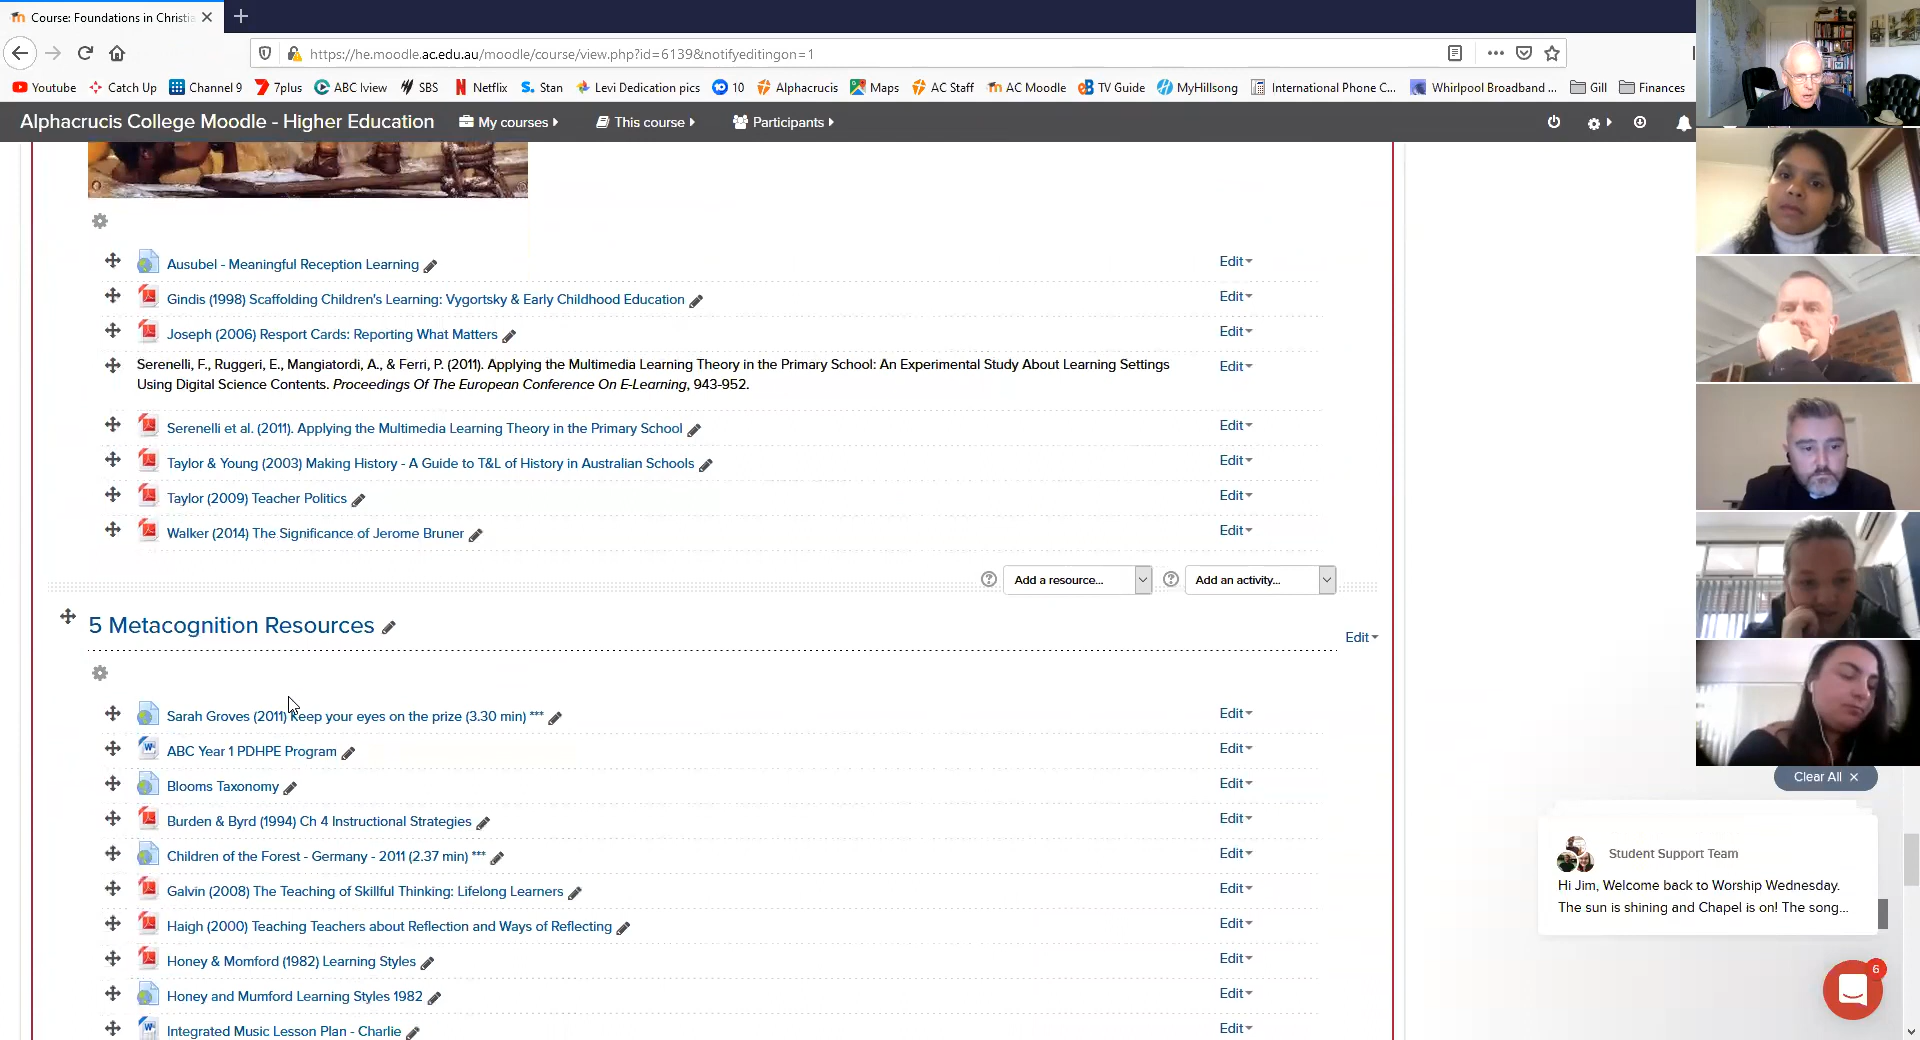 Course: Foundations in Christia
https://he.moodle.ac.edu.au/moodle/course/view.php?id=6139&notifyeditingon=1
Youtube Catch Up Channel 9 7plus ABC Iview SBS Netflix Stan Levi Dedication pics 10 Alphacrucis Maps AC Staff AC Moodle TV Guide MyHillsong International Phone C... Whirlpool Broadband ... Gill Finances
Alphacrucis College Moodle - Higher Education My courses This course Participants
Ausubel - Meaningful Reception Learning Edit
Gindis (1998) Scaffolding Children's Learning: Vygortsky & Early Childhood Education Edit
Joseph (2006) Resport Cards: Reporting What Matters Edit
Serenelli, F., Ruggeri, E., Mangiatordi, A., & Ferri, P. (2011). Applying the Multimedia Learning Theory in the Primary School: An Experimental Study About Learning Settings Edit
Using Digital Science Contents. Proceedings Of The European Conference On E-Learning, 943-952.
Serenelli et al. (2011). Applying the Multimedia Learning Theory in the Primary School Edit
Taylor & Young (2003) Making History - A Guide to T&L of History in Australian Schools Edit
Taylor (2009) Teacher Politics Edit
Walker (2014) The Significance of Jerome Bruner Edit
Add a resource... Add an activity...
5 Metacognition Resources Edit
Sarah Groves (2011) Keep your eyes on the prize (3.30 min) *** Edit
ABC Year 1 PDHPE Program Edit
Blooms Taxonomy Edit
Burden & Byrd (1994) Ch 4 Instructional Strategies Edit
Children of the Forest - Germany - 2011 (2.37 min) *** Edit
Galvin (2008) The Teaching of Skillful Thinking: Lifelong Learners Edit
Haigh (2000) Teaching Teachers about Reflection and Ways of Reflecting Edit
Honey & Momford (1982) Learning Styles Edit
Honey and Mumford Learning Styles 1982 Edit
Integrated Music Lesson Plan - Charlie Edit
Clear All
Student Support Team
Hi Jim, Welcome back to Worship Wednesday.
The sun is shining and Chapel is on! The song...
6